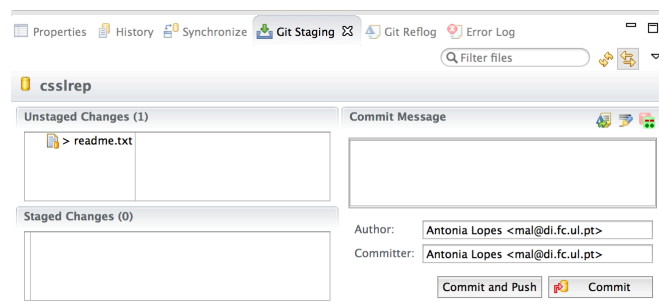 Properties History Synchronize Git Staging Git Reflog Error Log
Filter files
csslrep
Unstaged Changes (1)
> readme.txt
Staged Changes (0)
Commit Message
Author: Antonia Lopes <mal@di.fc.ul.pt>
Committer: Antonia Lopes <mal@di.fc.ul.pt>
Commit and Push Commit